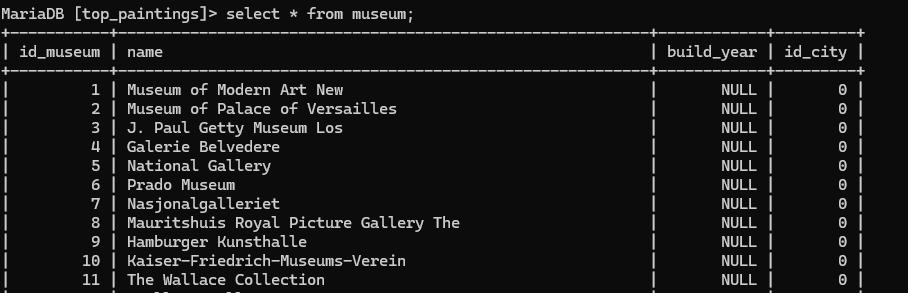 MariaDB [top_paintings]> select * from museum;
+-----------+-----------------------------------------------------------+------------+---------+
| id_museum | name | build_year | id_city |
+-----------+-----------------------------------------------------------+------------+---------+
| 1 | Museum of Modern Art New | NULL | 0 |
| 2 | Museum of Palace of Versailles | NULL | 0 |
| 3 | J. Paul Getty Museum Los | NULL | 0 |
| 4 | Galerie Belvedere | NULL | 0 |
| 5 | National Gallery | NULL | 0 |
| 6 | Prado Museum | NULL | 0 |
| 7 | Nasjonalgalleriet | NULL | 0 |
| 8 | Mauritshuis Royal Picture Gallery The | NULL | 0 |
| 9 | Hamburger Kunsthalle | NULL | 0 |
| 10 | Kaiser-Friedrich-Museums-Verein | NULL | 0 |
| 11 | The Wallace Collection | NULL | 0 |